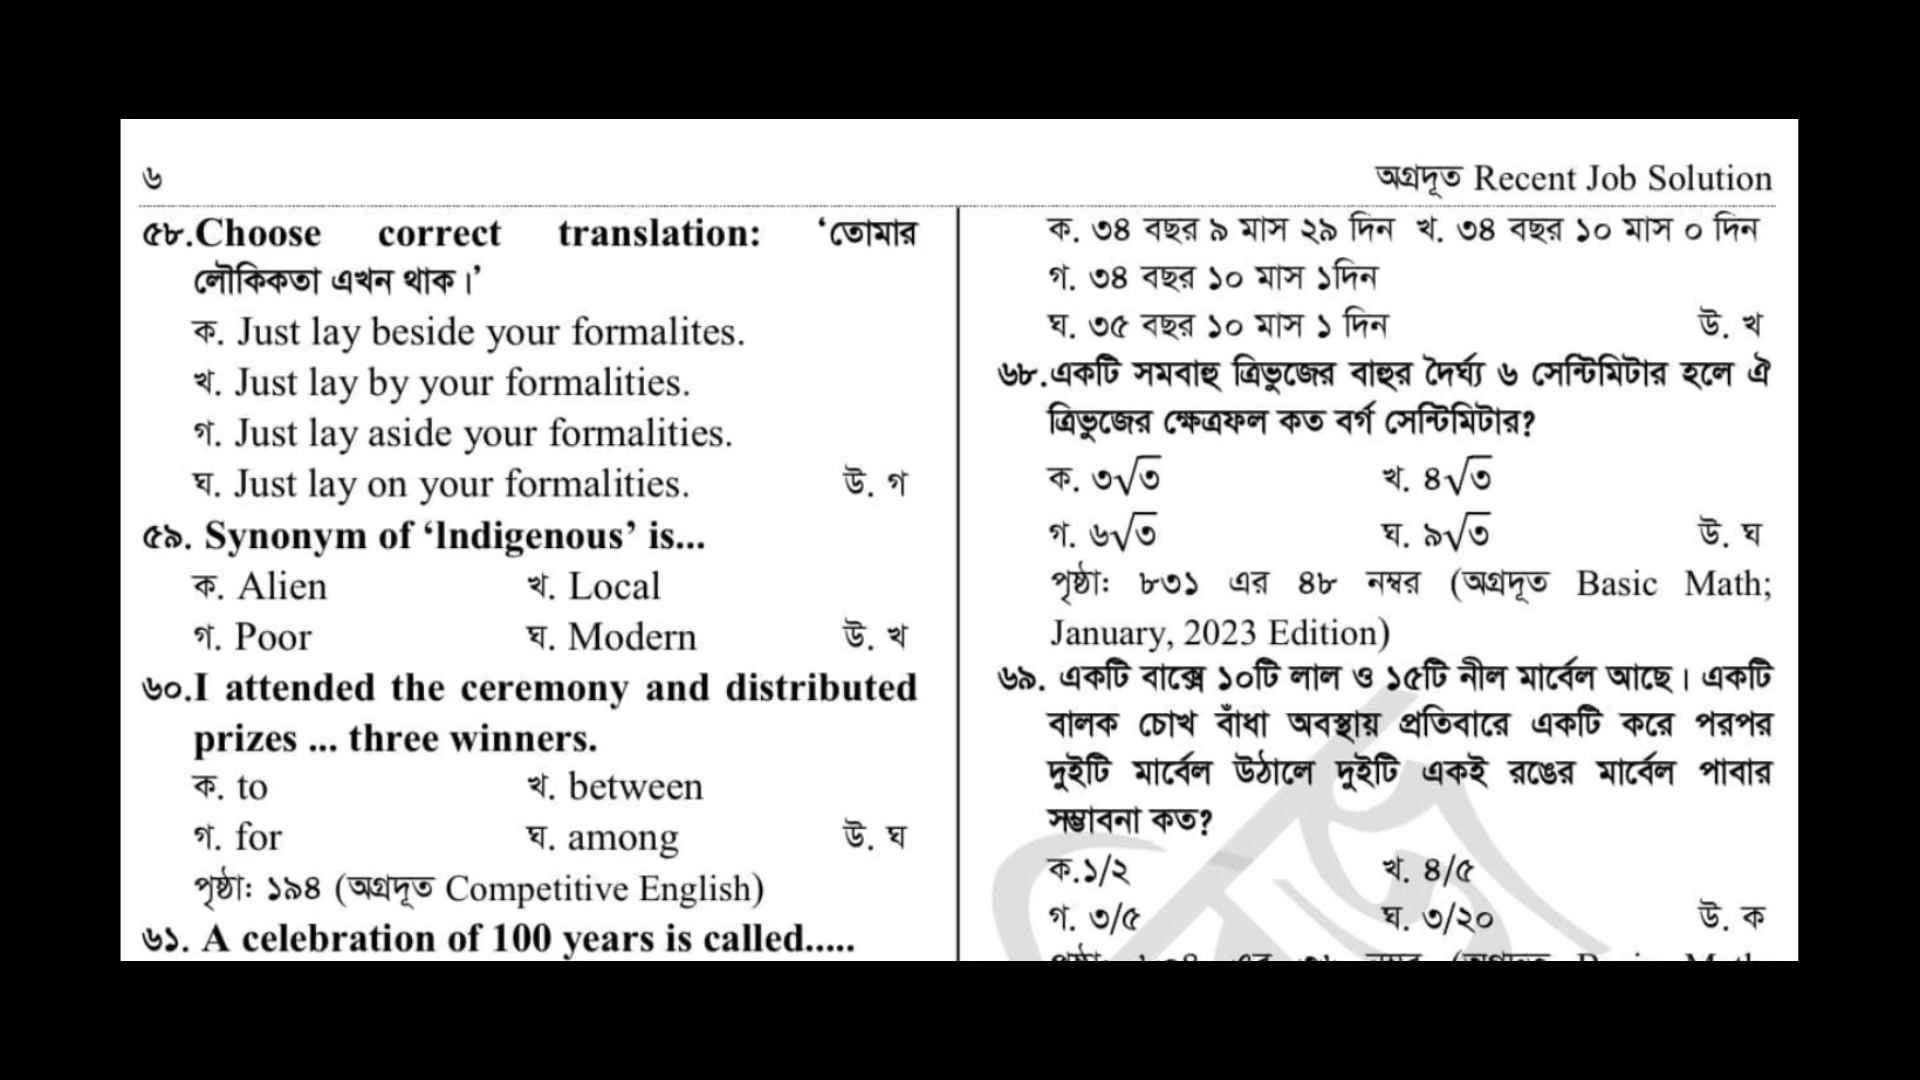 ৬
অগ্রদূত Recent Job Solution
৫৮.Choose correct translation: ‘তোমার
লৌকিকতা এখন থাক।’
ক. Just lay beside your formalites.
খ. Just lay by your formalities.
গ. Just lay aside your formalities.
ঘ. Just lay on your formalities. উ. গ
৫৯. Synonym of ‘lndigenous’ is...
ক. Alien খ. Local
গ. Poor ঘ. Modern উ. খ
৬০.I attended the ceremony and distributed
prizes ... three winners.
ক. to খ. between
গ. for ঘ. among উ. ঘ
পৃষ্ঠা: ১৯৪ (অগ্রদূত Competitive English)
৬১. A celebration of 100 years is called.....
ক. ৩৪ বছর ৯ মাস ২৯ দিন খ. ৩৪ বছর ১০ মাস ০ দিন
গ. ৩৪ বছর ১০ মাস ১দিন
ঘ. ৩৫ বছর ১০ মাস ১ দিন উ. খ
৬৮.একটি সমবাহু ত্রিভুজের বাহুর দৈর্ঘ্য ৬ সেন্টিমিটার হলে ঐ
ত্রিভুজের ক্ষেত্রফল কত বর্গ সেন্টিমিটার?
ক. ৩√৩ খ. ৪√৩
গ. ৬√৩ ঘ. ৯√৩ উ. ঘ
পৃষ্ঠা: ৮৩১ এর ৪৮ নম্বর (অগ্রদূত Basic Math;
January, 2023 Edition)
৬৯. একটি বাক্সে ১০টি লাল ও ১৫টি নীল মার্বেল আছে। একটি
বালক চোখ বাঁধা অবস্থায় প্রতিবারে একটি করে পরপর
দুইটি মার্বেল উঠালে দুইটি একই রঙের মার্বেল পাবার
সম্ভাবনা কত?
ক.১/২ খ. ৪/৫
গ. ৩/৫ ঘ. ৩/২০ উ. ক